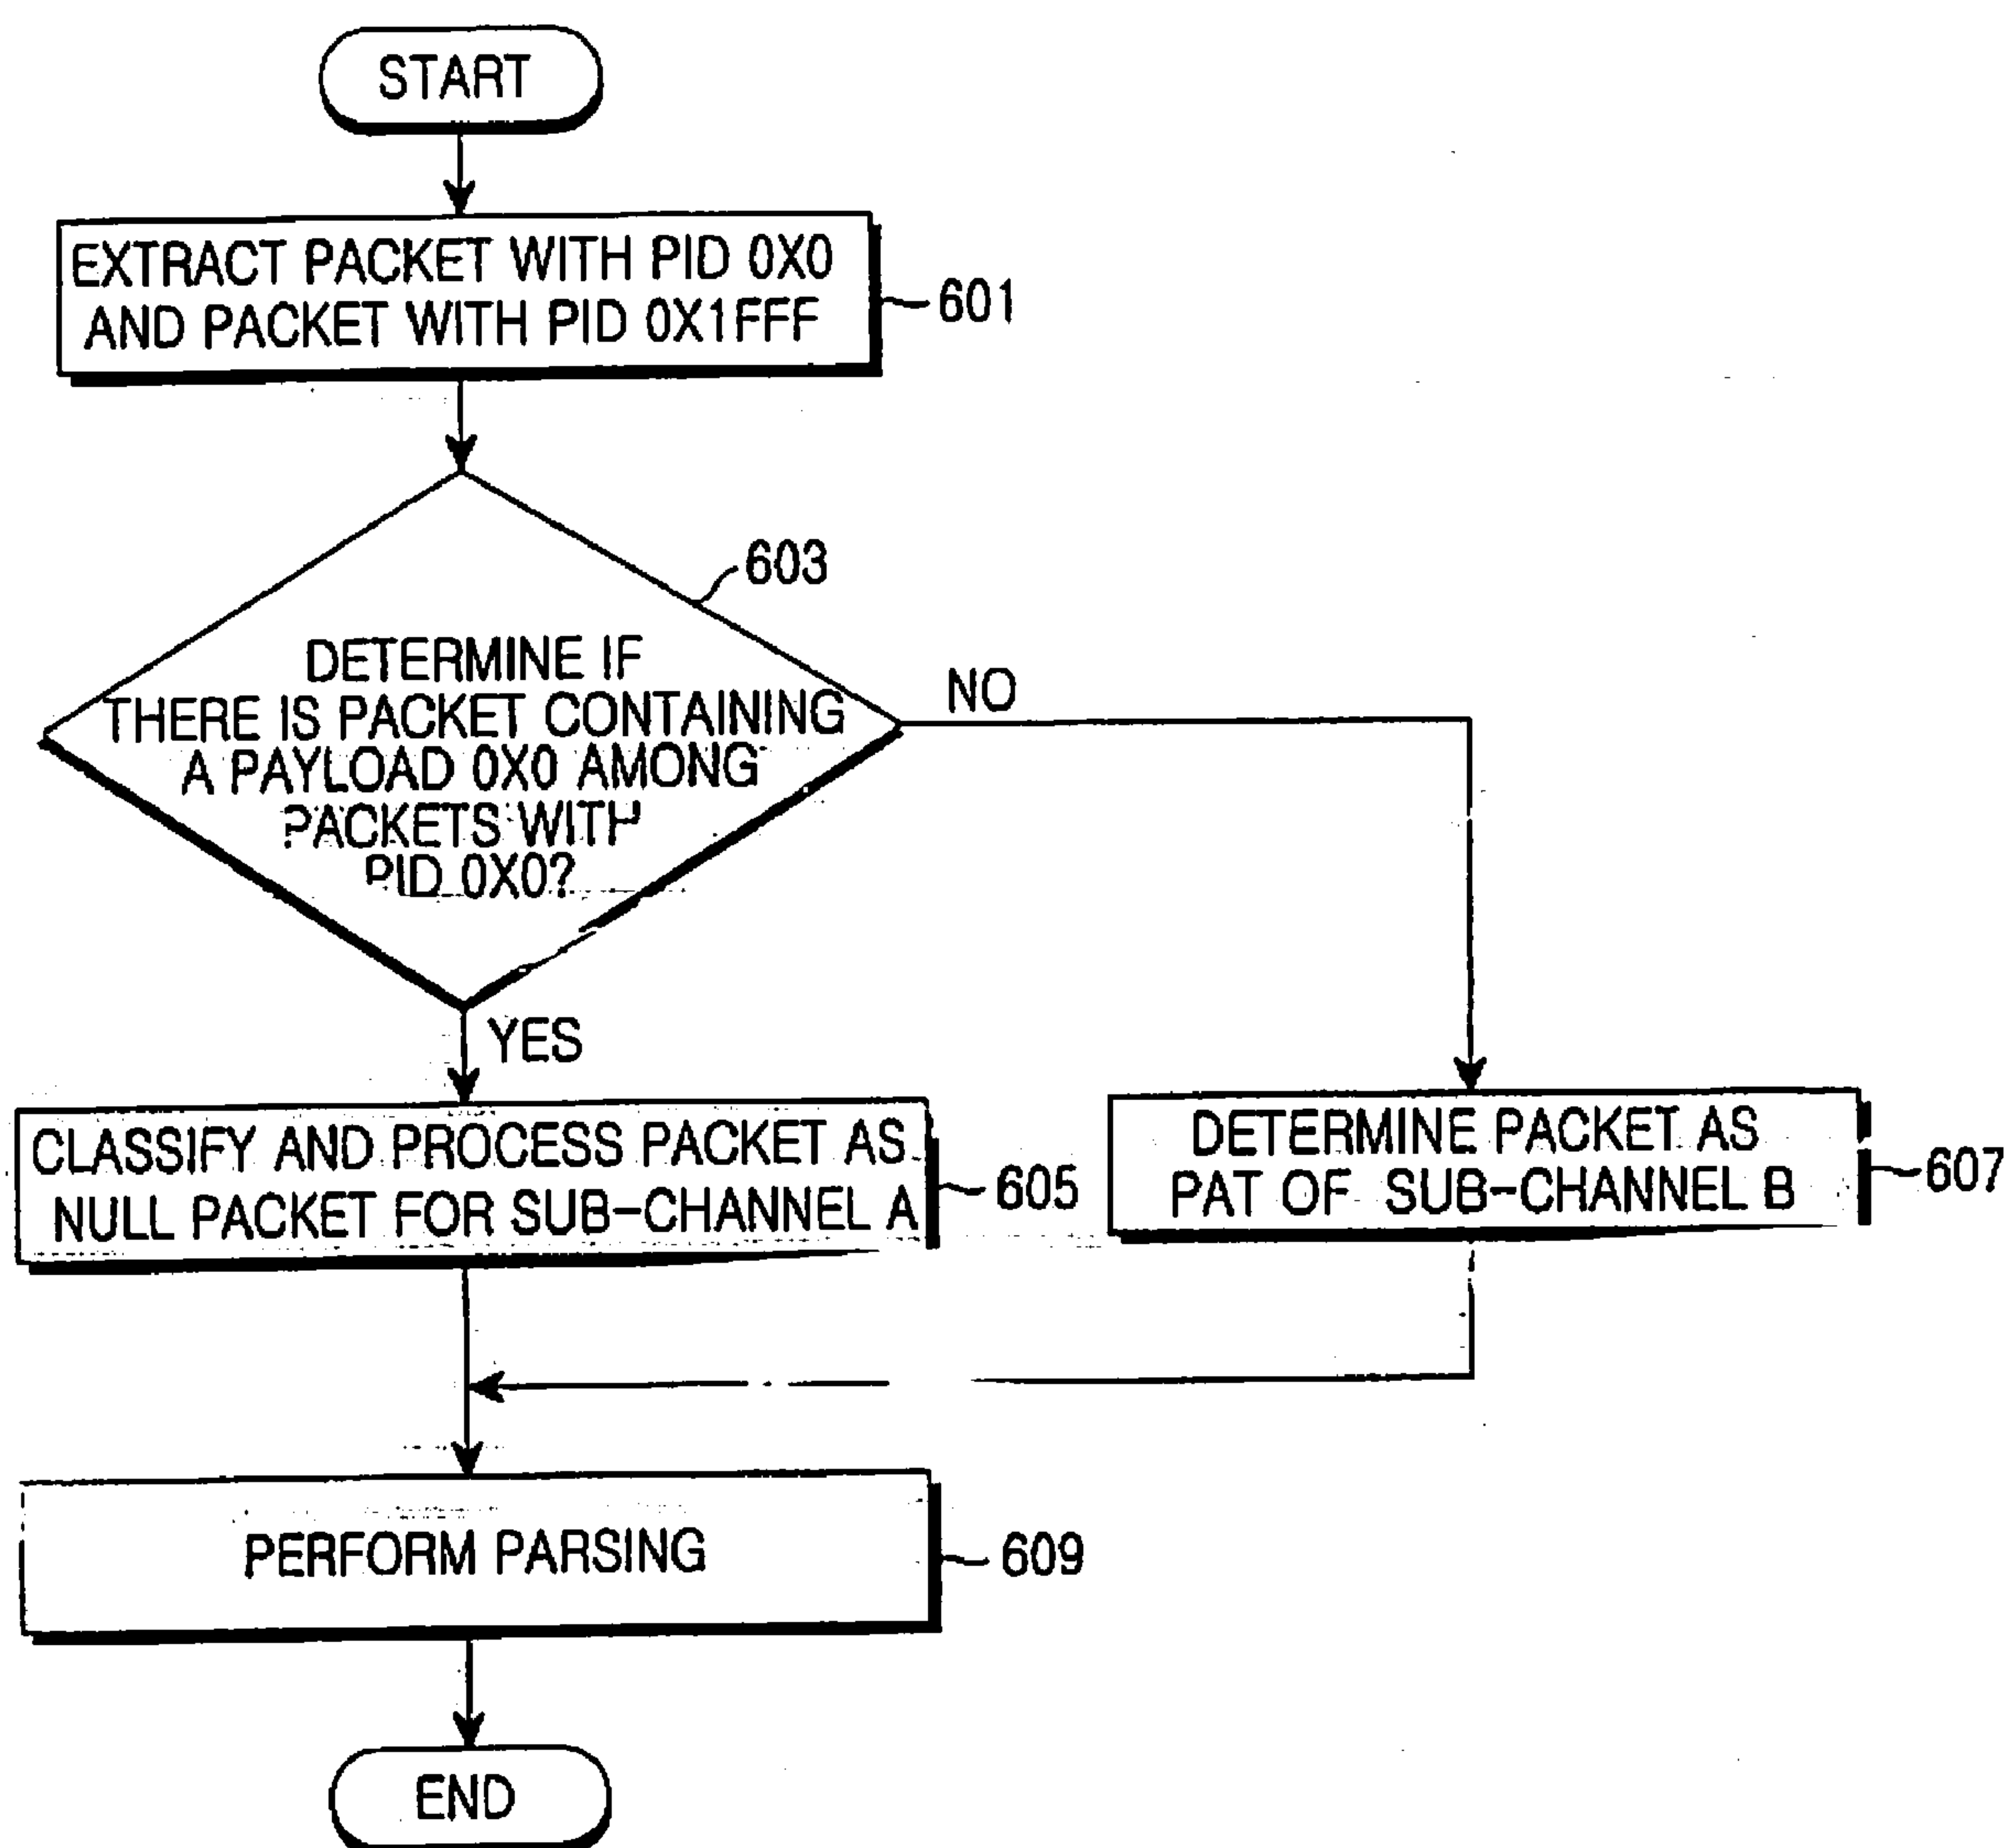 START
EXTRACT PACKET WITH PID 0X0
AND PACKET WITH PID 0X1FFF
601
603
DETERMINE IF
THERE IS PACKET CONTAINING
A PAYLOAD 0X0 AMONG
PACKETS WITH
PID 0X0?
NO
YES
CLASSIFY AND PROCESS PACKET AS
NULL PACKET FOR SUB-CHANNEL A
605
DETERMINE PACKET AS
PAT OF SUB-CHANNEL B
607
PERFORM PARSING
609
END